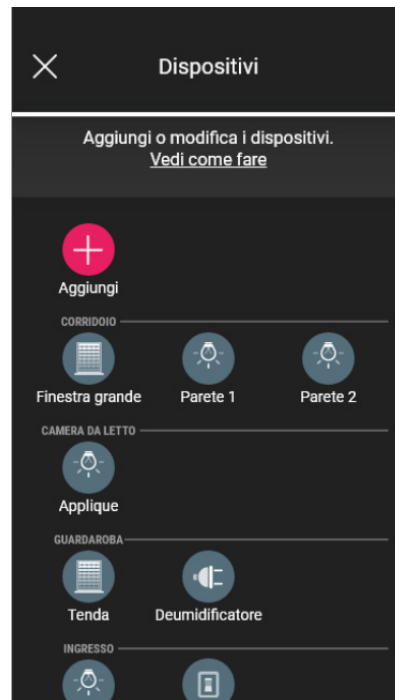 Dispositivi
Aggiungi o modifica i dispositivi.
Vedi come fare
Aggiungi
CORRIDOIO
Finestra grande Parete 1 Parete 2
CAMERA DA LETTO
Applique
GUARDAROBA
Tenda Deumidificatore
INGRESSO